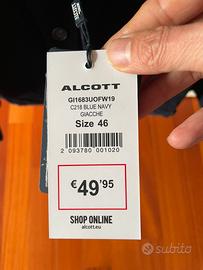 ALCOTT
GI1683UOFW19
C218 BLUE NAVY
GIACCHE
Size 46
2 093780 001020
€49'95
SHOP ONLINE
alcott.eu
subito